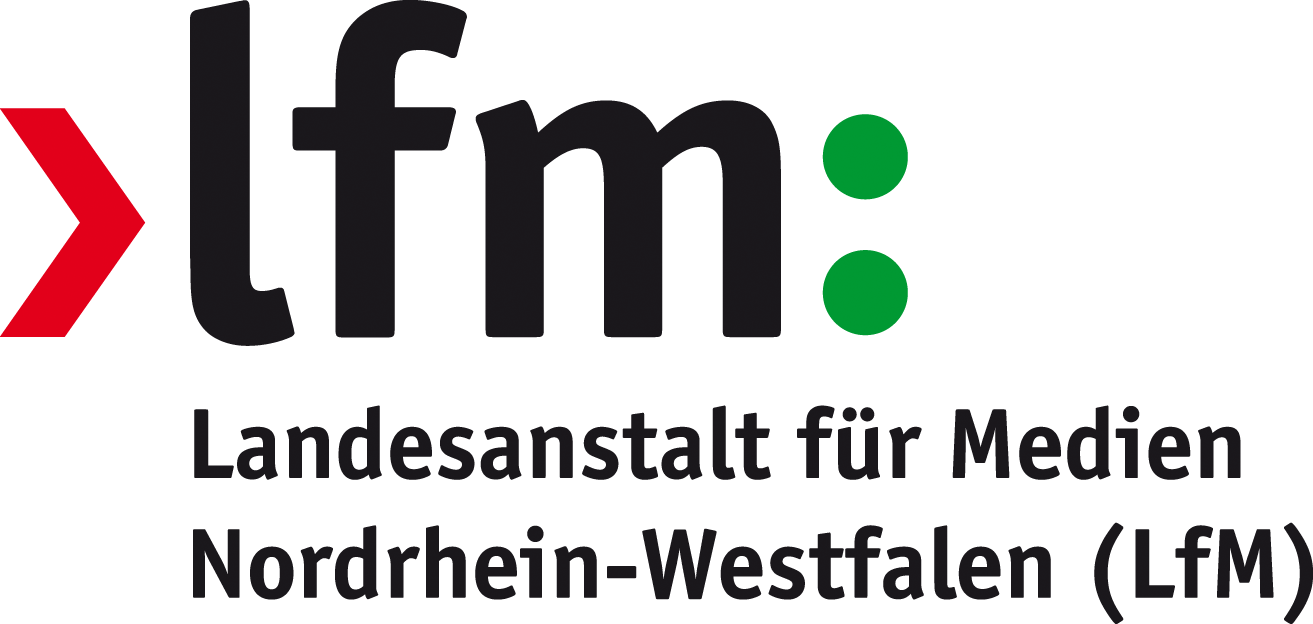 lfm:
Landesanstalt für Medien
Nordrhein-Westfalen (LfM)